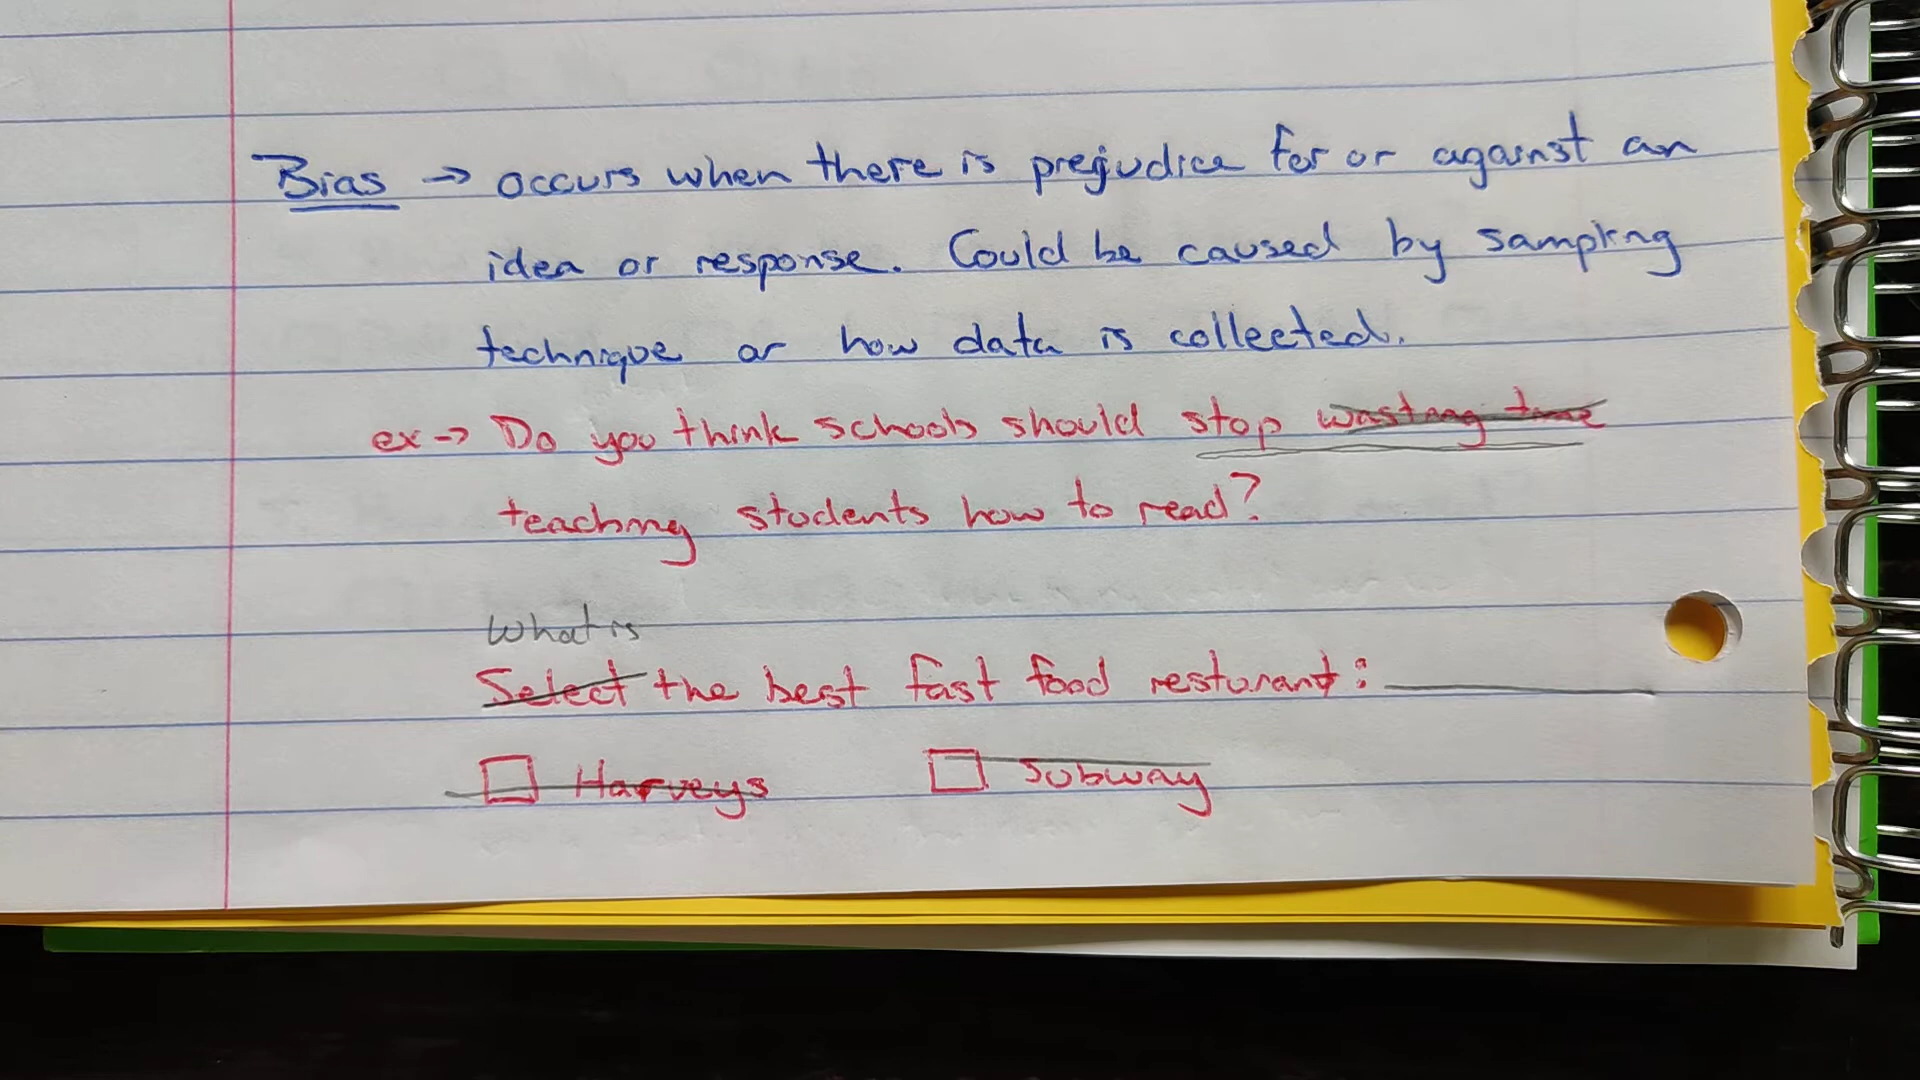 Bias → occurs when there is prejudice for or against an
idea or response. Could be caused by sampling
technique or how data is collected.
ex → Do you think schools should stop wasting time
teaching students how to read?
What is
Select the best fast food resturant: ____
☐ Harveys ☐ Subway